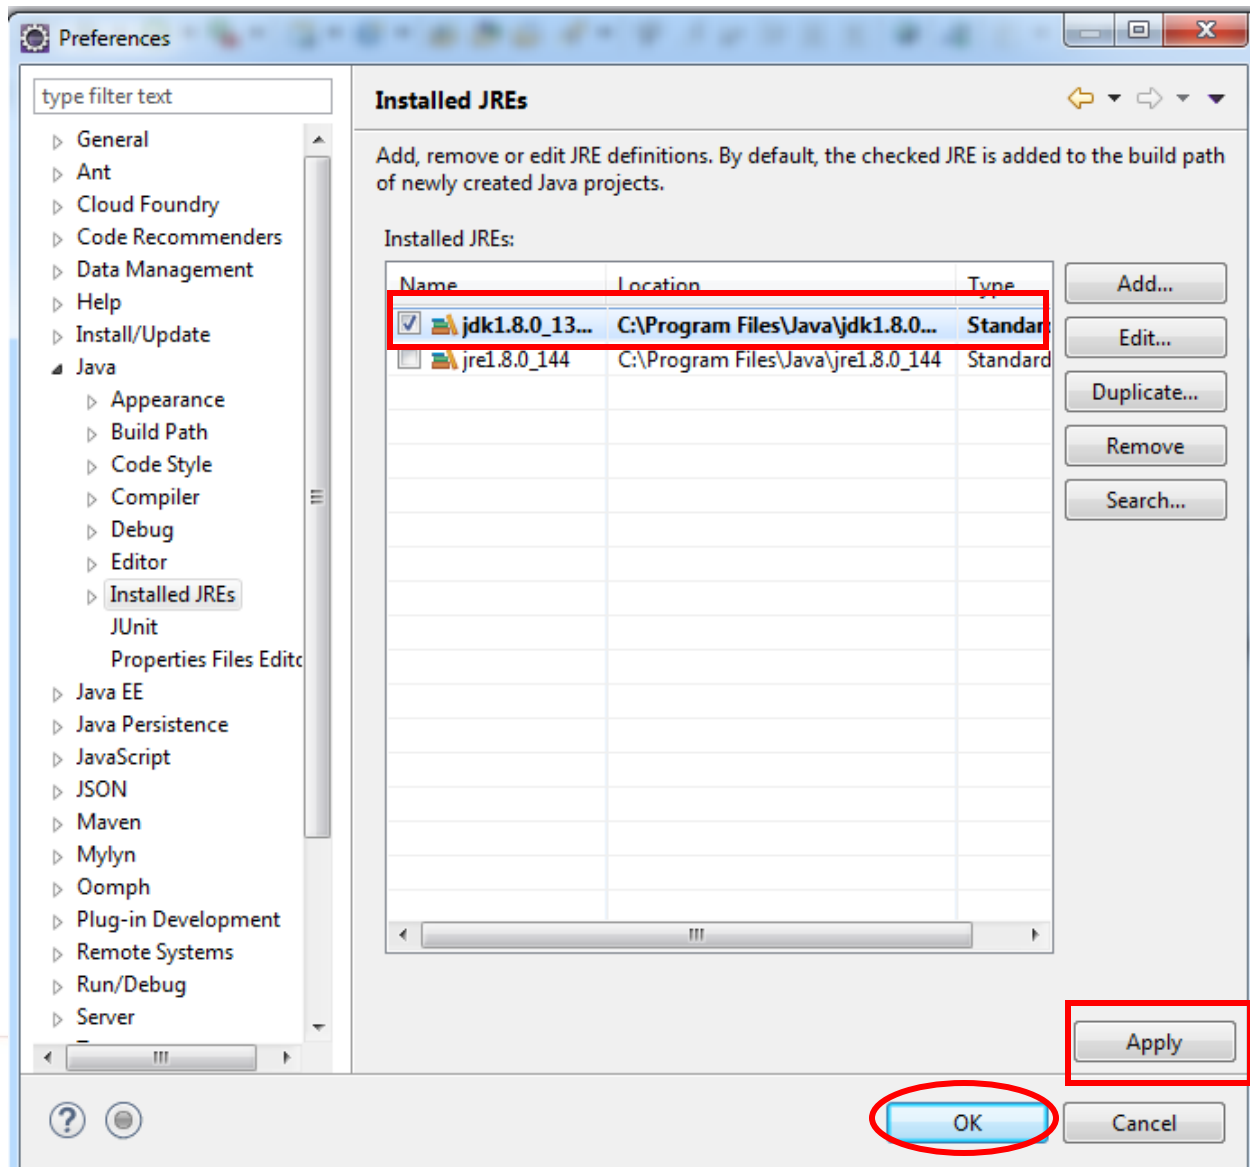 Preferences
type filter text
General
Ant
Cloud Foundry
Code Recommenders
Data Management
Help
Install/Update
Java
Appearance
Build Path
Code Style
Compiler
Debug
Editor
Installed JREs
JUnit
Properties Files Edito
Java EE
Java Persistence
JavaScript
JSON
Maven
Mylyn
Oomph
Plug-in Development
Remote Systems
Run/Debug
Server
Installed JREs
Add, remove or edit JRE definitions. By default, the checked JRE is added to the build path
of newly created Java projects.
Installed JREs:
Name Location Type
jdk1.8.0_13... C:\Program Files\Java\jdk1.8.0... Standar
jre1.8.0_144 C:\Program Files\Java\jre1.8.0_144 Standard
Add...
Edit...
Duplicate...
Remove
Search...
Apply
OK Cancel